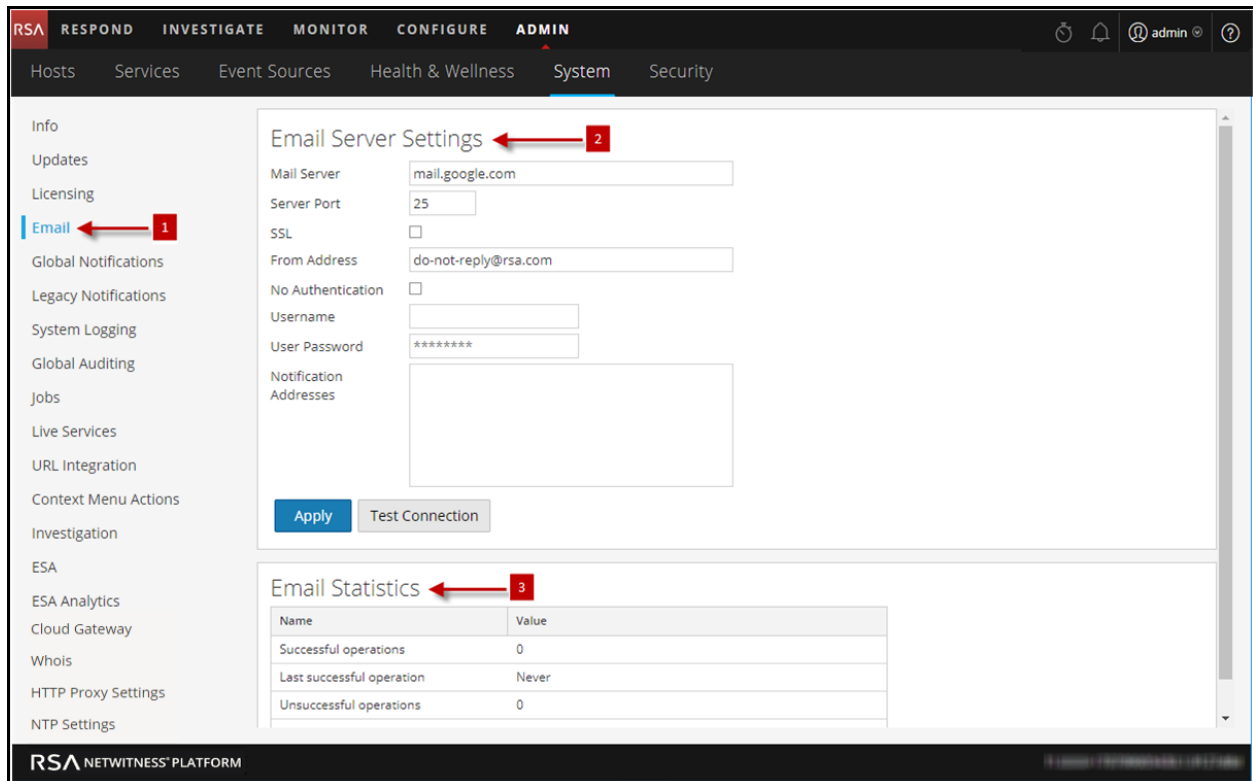 RSA RESPOND INVESTIGATE MONITOR CONFIGURE ADMIN admin ?
Hosts Services Event Sources Health & Wellness System Security
Info
Updates
Licensing
Email 1
Global Notifications
Legacy Notifications
System Logging
Global Auditing
Jobs
Live Services
URL Integration
Context Menu Actions
Investigation
ESA
ESA Analytics
Cloud Gateway
Whois
HTTP Proxy Settings
NTP Settings
Email Server Settings 2
Mail Server mail.google.com
Server Port 25
SSL
From Address do-not-reply@rsa.com
No Authentication
Username
User Password ********
Notification
Addresses
Apply Test Connection
Email Statistics 3
Name Value
Successful operations 0
Last successful operation Never
Unsuccessful operations 0
RSA NETWITNESS® PLATFORM